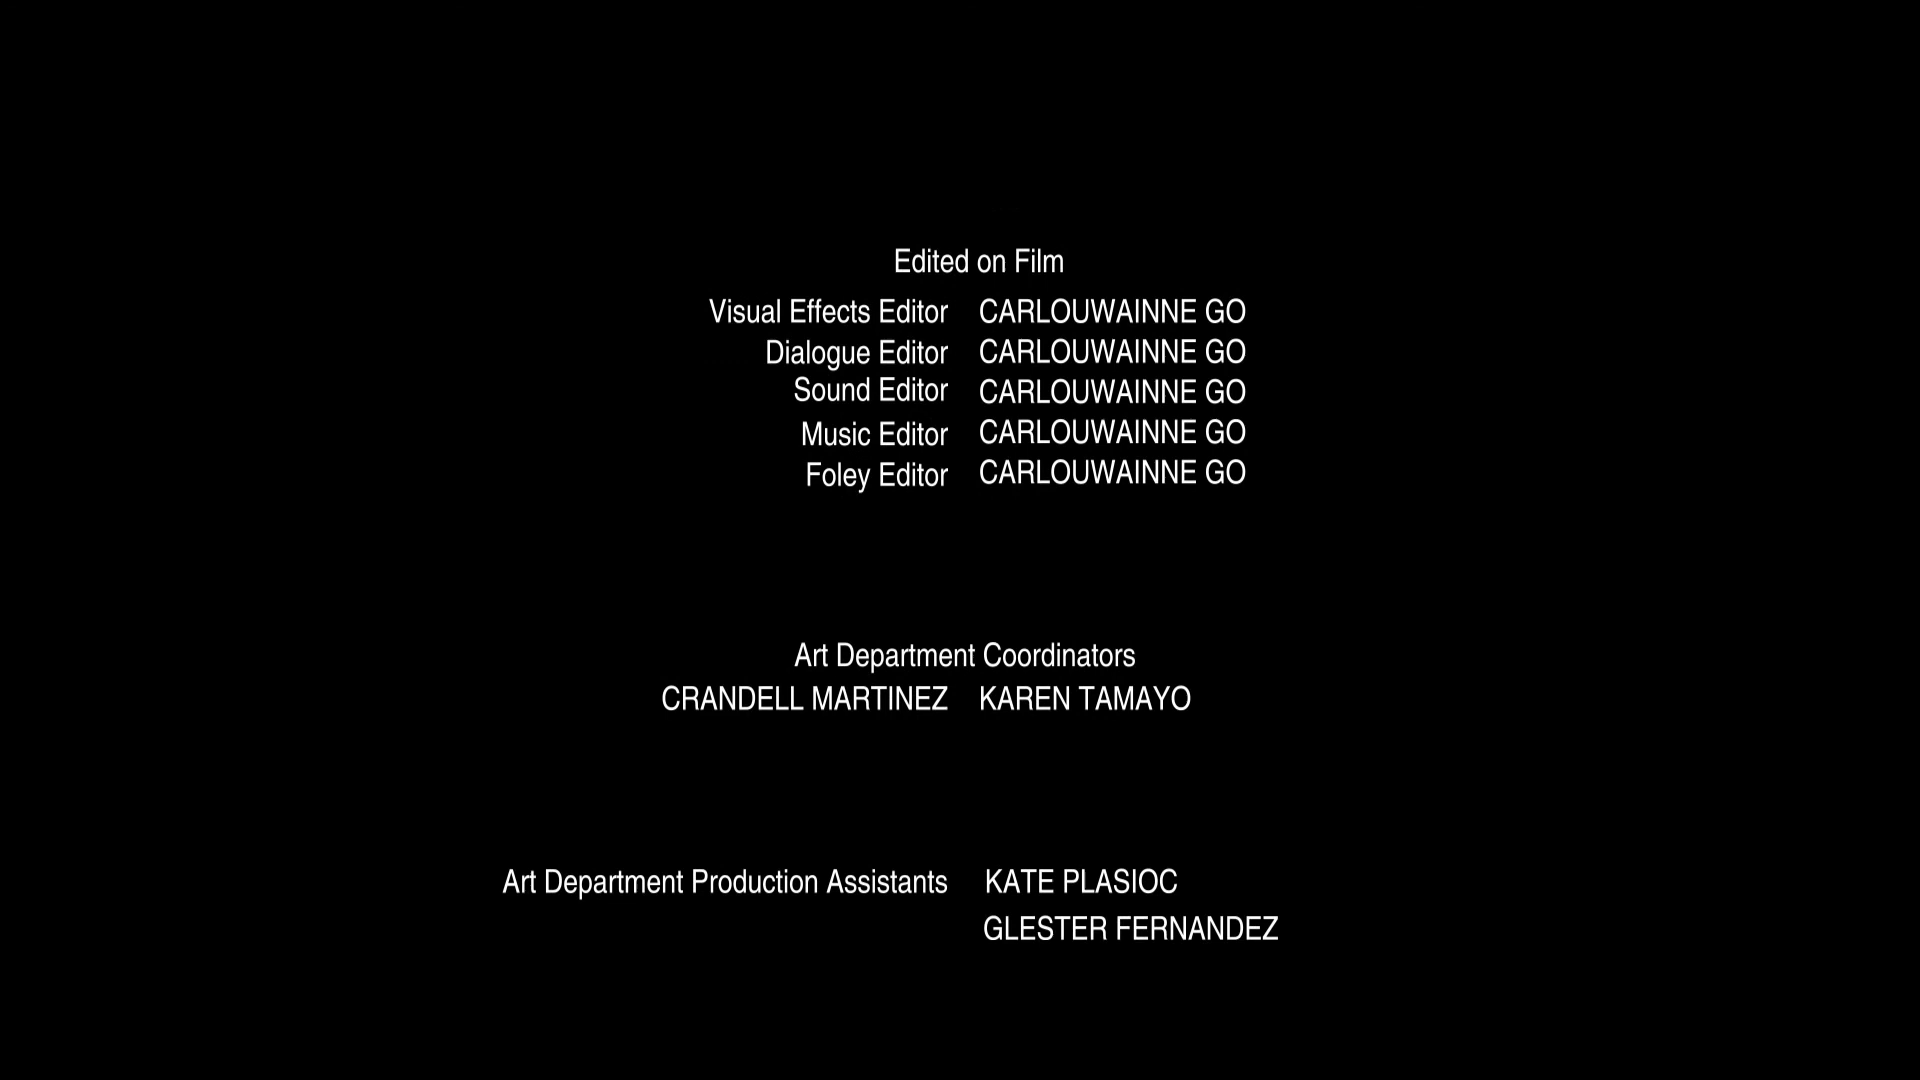 Edited on Film
Visual Effects Editor CARLOUWAINNE GO
Dialogue Editor CARLOUWAINNE GO
Sound Editor CARLOUWAINNE GO
Music Editor CARLOUWAINNE GO
Foley Editor CARLOUWAINNE GO
Art Department Coordinators
CRANDELL MARTINEZ KAREN TAMAYO
Art Department Production Assistants KATE PLASIOC
GLESTER FERNANDEZ